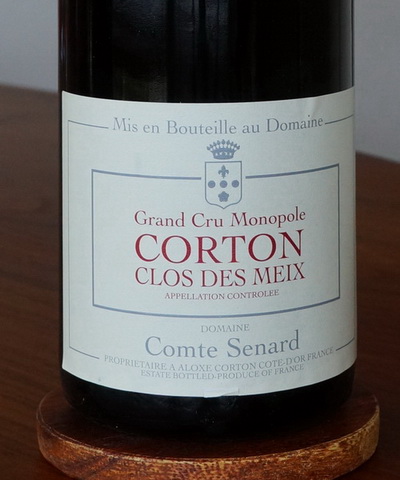 Mis en Bouteille au Domaine
Grand Cru Monopole
CORTON
CLOS DES MEIX
APPELLATION CONTROLEE
DOMAINE
Comte Senard
PROPRIETAIRE A ALOXE CORTON COTE-D'OR FRANCE
ESTATE BOTTLED-PRODUCE OF FRANCE